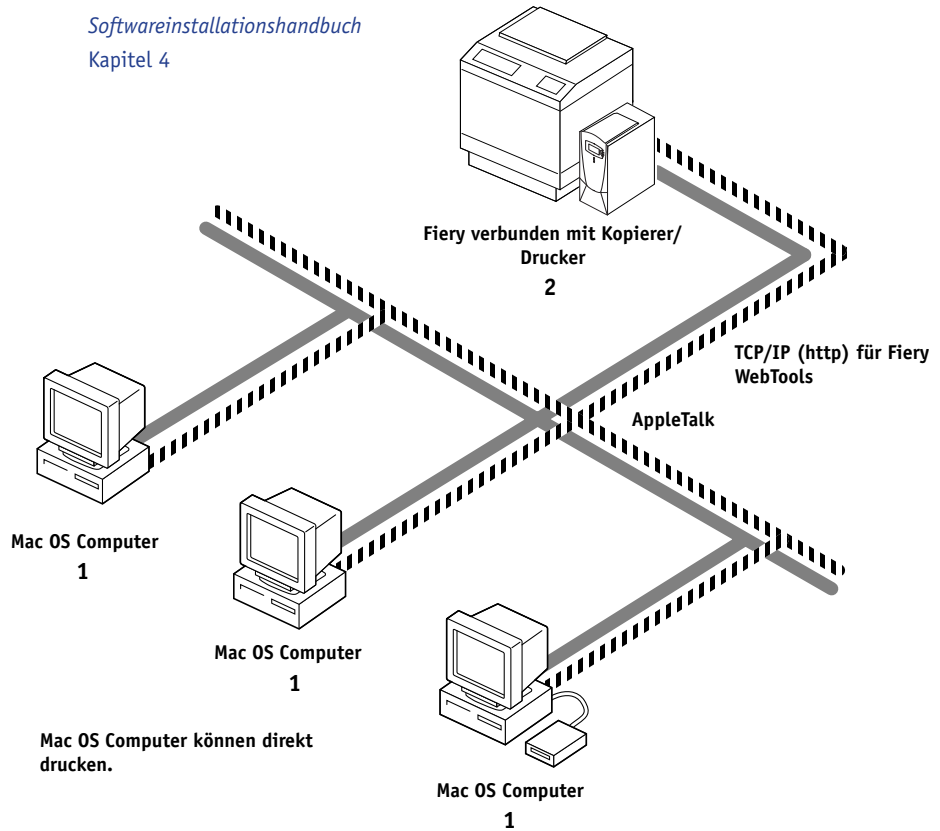 Softwareinstallationshandbuch
Kapitel 4
Fiery verbunden mit Kopierer/
Drucker
2
TCP/IP (http) für Fiery
WebTools
AppleTalk
Mac OS Computer
1
Mac OS Computer
1
Mac OS Computer können direkt
drucken.
Mac OS Computer
1